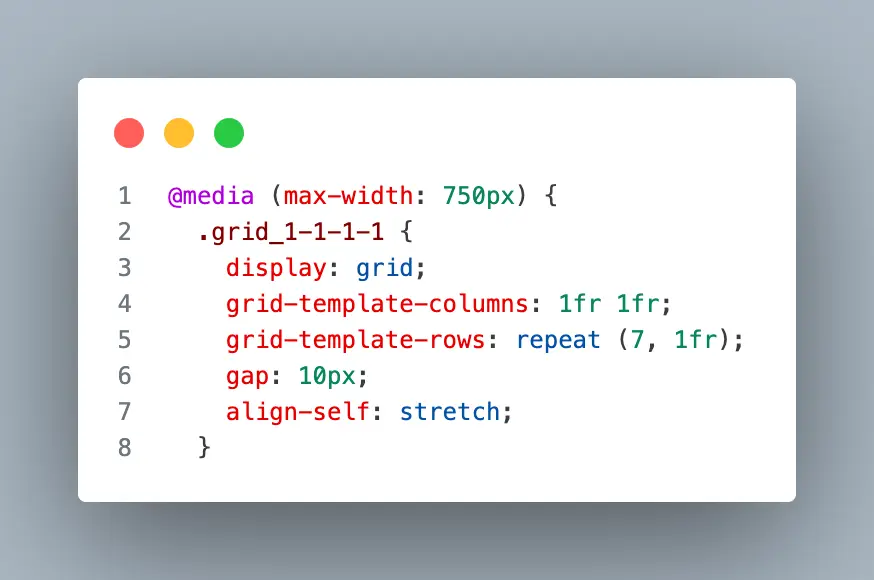 1 @media (max-width: 750px) {
2 .grid_1-1-1-1 {
3 display: grid;
4 grid-template-columns: 1fr 1fr;
5 grid-template-rows: repeat (7, 1fr);
6 gap: 10px;
7 align-self: stretch;
8 }